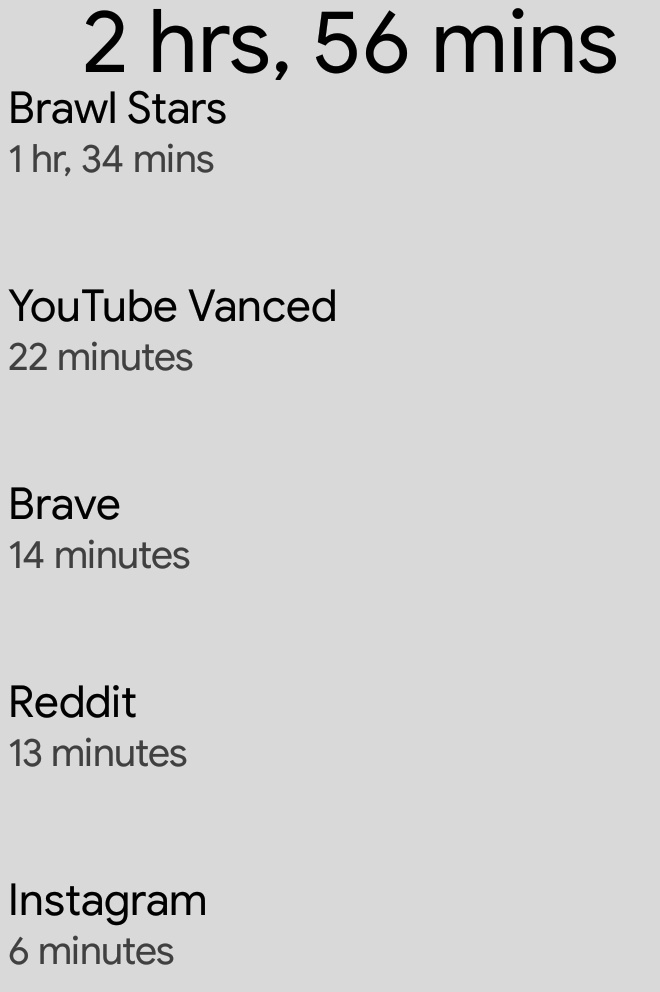 2 hrs, 56 mins
Brawl Stars
1 hr, 34 mins
YouTube Vanced
22 minutes
Brave
14 minutes
Reddit
13 minutes
Instagram
6 minutes